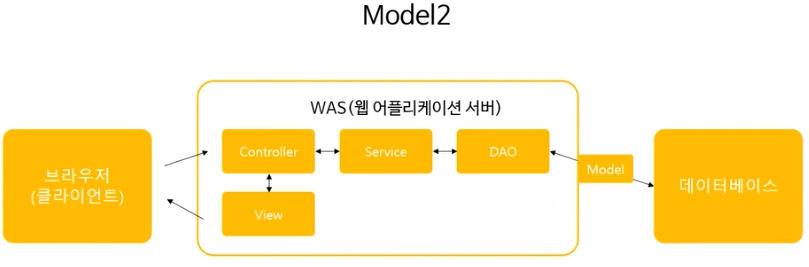 Model2
WAS(웹 어플리케이션 서버)
브라우저
(클라이언트)
Controller
Service
DAO
Model
데이터베이스
View